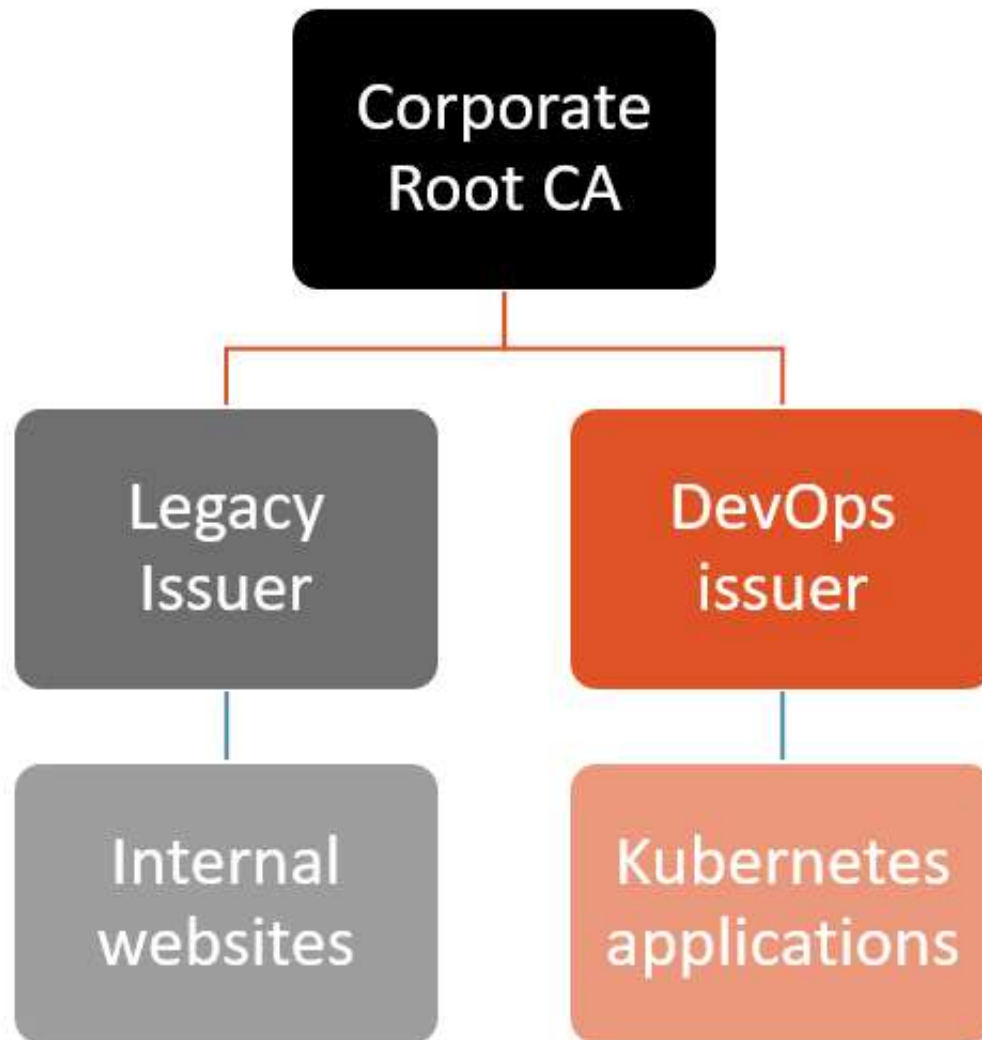 Corporate
Root CA
Legacy
Issuer
DevOps
issuer
Internal
websites
Kubernetes
applications